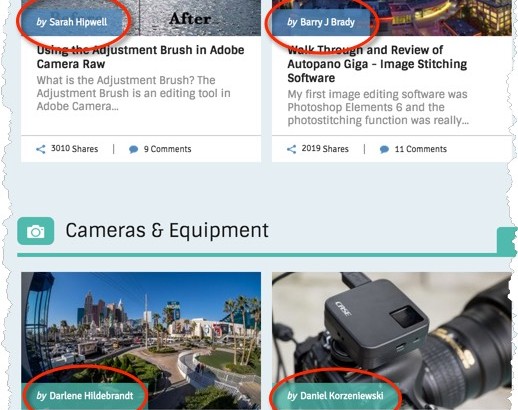 After
by Sarah Hipwell
by Barry J Brady
Using the Adjustment Brush in Adobe
Camera Raw
What is the Adjustment Brush? The
Adjustment Brush is an editing tool in
Adobe Camera...
3010 Shares | 9 Comments
Walk Through and Review of
Autopano Giga – Image Stitching
Software
My first image editing software was
Photoshop Elements 6 and the
photostitching function was really...
2019 Shares | 11 Comments
Cameras & Equipment
CASE
by Darlene Hildebrandt
by Daniel Korzeniewski